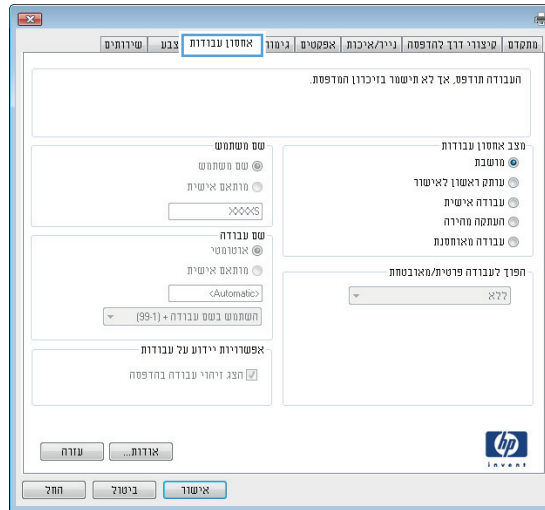 מתקדם קיצורי דרך להדפסה נייר/איכות אפקטים גימור אחסון עבודות צבע שירותים
העבודה תודפס, אך לא תישמר בזיכרון המדפסת.
מצב אחסון עבודות
מושבת
עותק ראשון לאישור
עבודה אישית
העתקה מהירה
עבודה מאוחסנת
הפוך לעבודה פרטית/מאובטחת
ללא
שם משתמש
שם משתמש
מותאם אישית
XXXXS
שם עבודה
אוטומטי
מותאם אישית
<Automatic>
השתמש בשם עבודה + (99-1)
אפשרויות יידוע על עבודות
הצג זיהוי עבודה בהדפסה
hp
invent
אודות...
עזרה
אישור
ביטול
החל